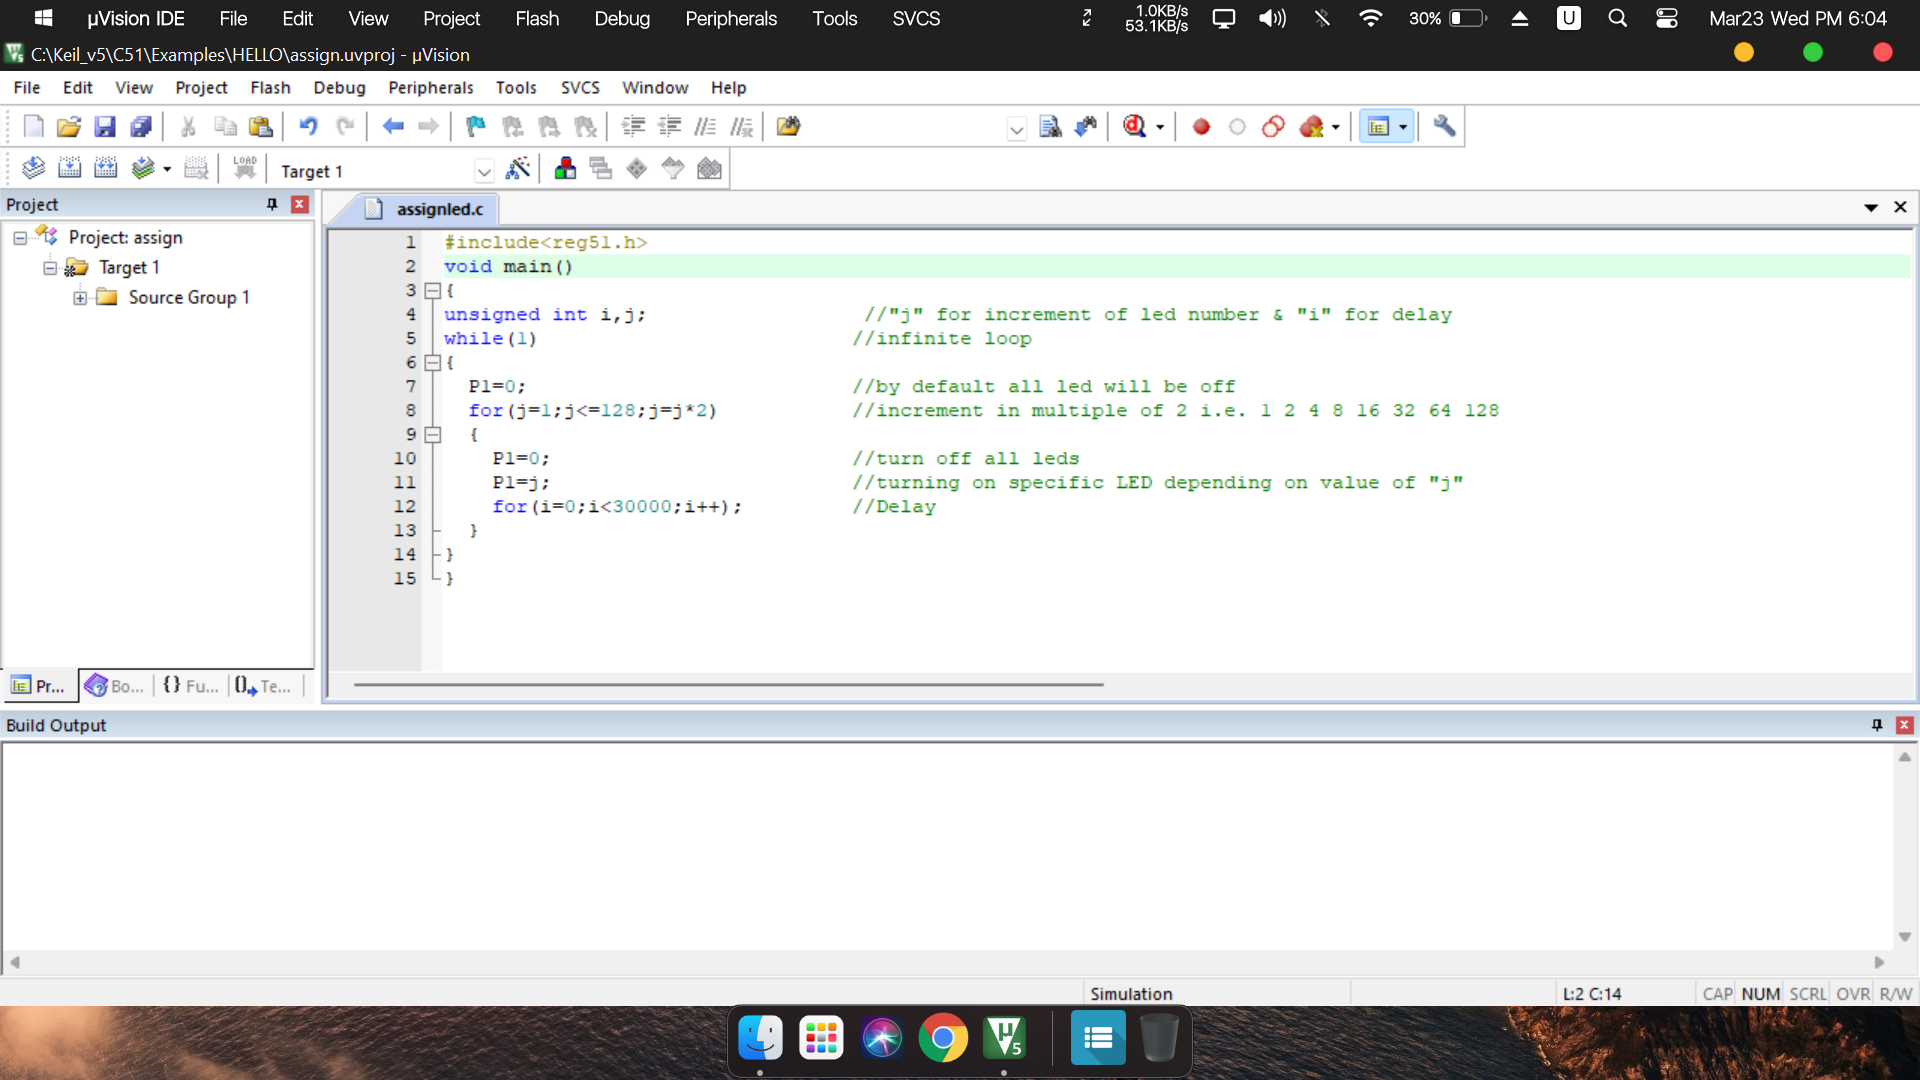 µVision IDE File Edit View Project Flash Debug Peripherals Tools SVCS 1.0KB/s 53.1KB/s 30% U Mar23 Wed PM 6:04
C:\Keil_v5\C51\Examples\HELLO\assign.uvproj - µVision
File Edit View Project Flash Debug Peripherals Tools SVCS Window Help
LOAD Target 1
Project
assignled.c
Project: assign
Target 1
Source Group 1
1 #include<reg51.h>
2 void main()
3 {
4 unsigned int i,j; //"j" for increment of led number & "i" for delay
5 while(1) //infinite loop
6 {
7 P1=0; //by default all led will be off
8 for(j=1;j<=128;j=j*2) //increment in multiple of 2 i.e. 1 2 4 8 16 32 64 128
9 {
10 P1=0; //turn off all leds
11 P1=j; //turning on specific LED depending on value of "j"
12 for(i=0;i<30000;i++); //Delay
13 }
14 }
15 }
Pr... Bo... {} Fu... Te...
Build Output
Simulation L:2 C:14 CAP NUM SCRL OVR R/W
µV5